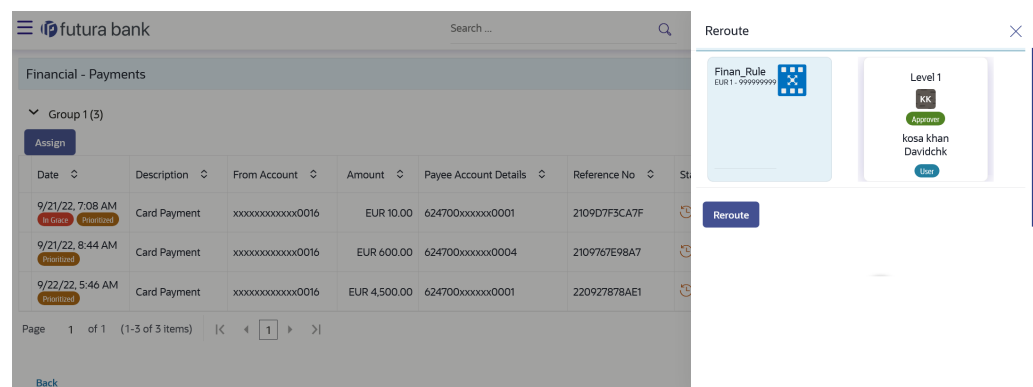 futura bank
Search ...
Financial - Payments
Group 1 (3)
Assign
Date Description From Account Amount Payee Account Details Reference No Sta
9/21/22, 7:08 AM
In Grace Prioritized
Card Payment xxxxxxxxxxxx0016 EUR 10.00 624700xxxxxx0001 2109D7F3CA7F
9/21/22, 8:44 AM
Prioritized
Card Payment xxxxxxxxxxxx0016 EUR 600.00 624700xxxxxx0004 2109767E98A7
9/22/22, 5:46 AM
Prioritized
Card Payment xxxxxxxxxxxx0016 EUR 4,500.00 624700xxxxxx0001 220927878AE1
Page 1 of 1 (1-3 of 3 items) 1
Back
Reroute
Finan_Rule
EUR 1 - 999999999
Level 1
KK
Approver
kosa khan
Davidchk
User
Reroute